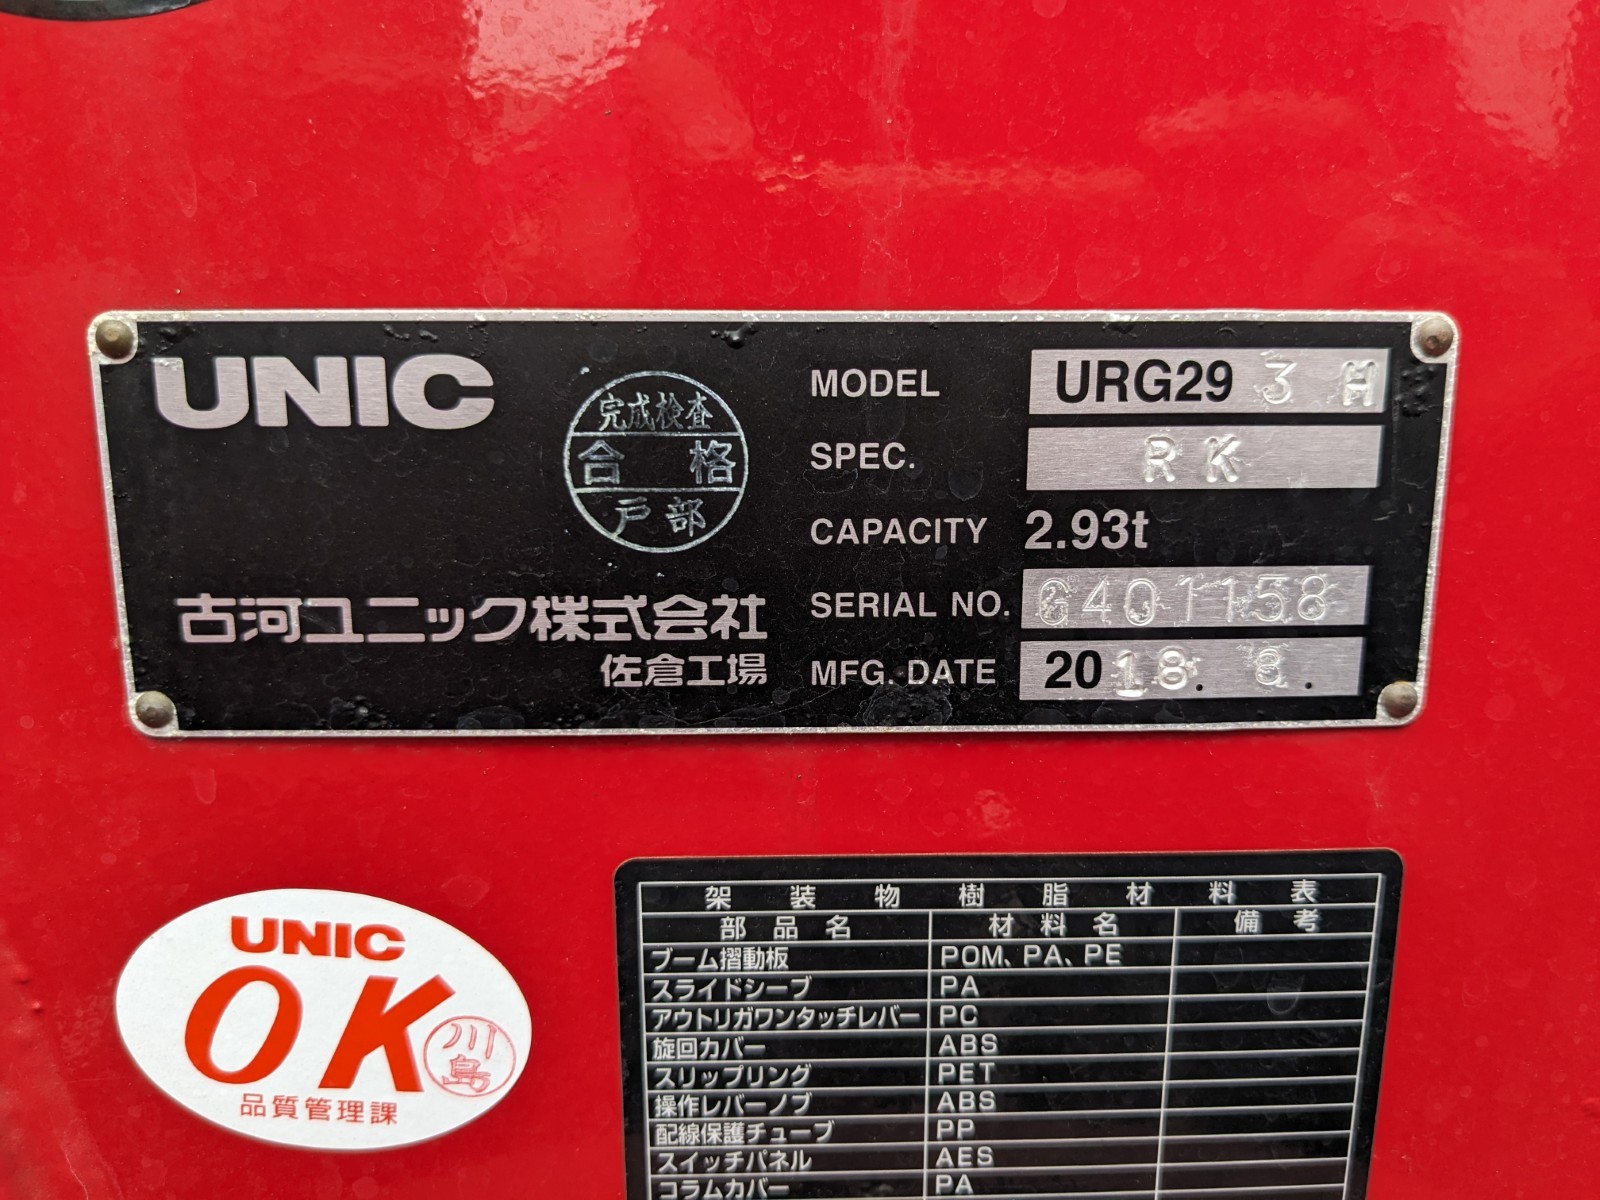 UNIC
完成検査
合格
戸部
古河ユニック株式会社
佐倉工場
MODEL URG293 H
SPEC. RK
CAPACITY 2.93t
SERIAL NO. G401158
MFG. DATE 2018. 8.
UNIC
OK
川島
品質管理課
架装物樹脂材料表
部品名 材料名 備考
ブーム摺動板 POM、PA、PE
スライドシーブ PA
アウトリガワンタッチレバー PC
旋回カバー ABS
スリップリング PET
操作レバーノブ ABS
配線保護チューブ PP
スイッチパネル AES
コラムカバー PA